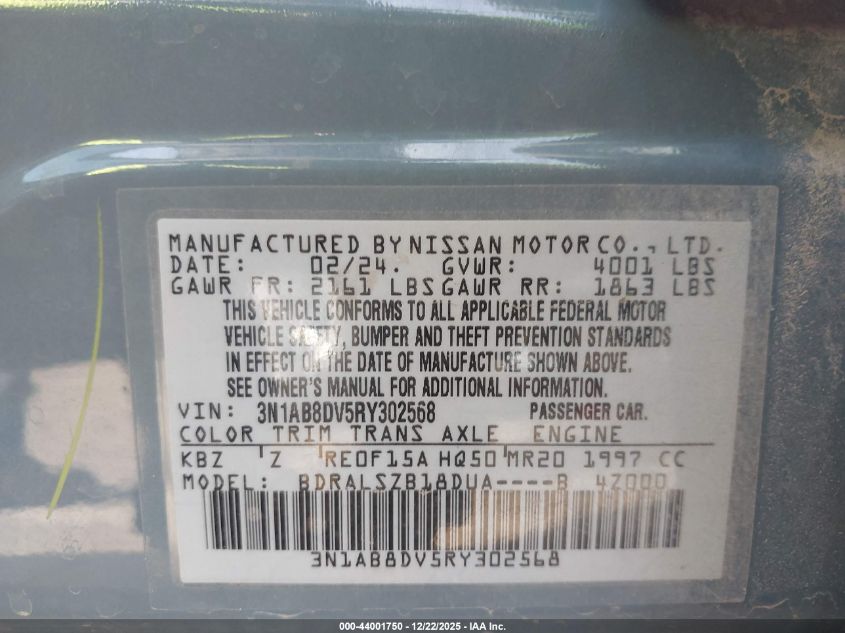 MANUFACTURED BY NISSAN MOTOR CO., LTD.
DATE: 02/24. GVWR: 4001 LBS
GAWR FR: 2161 LBS GAWR RR: 1863 LBS
THIS VEHICLE CONFORMS TO ALL APPLICABLE FEDERAL MOTOR
VEHICLE SAFETY, BUMPER AND THEFT PREVENTION STANDARDS
IN EFFECT ON THE DATE OF MANUFACTURE SHOWN ABOVE.
SEE OWNER'S MANUAL FOR ADDITIONAL INFORMATION.
VIN: 3N1AB8DV5RY302568 PASSENGER CAR.
COLOR TRIM TRANS AXLE ENGINE
KBZ Z RE0F15A HQ50 MR20 1997 CC
MODEL: BDRALSZB18DUA----B 4Z000
3N1AB8DV5RY302568
000-44001750 - 12/22/2025 - IAA Inc.